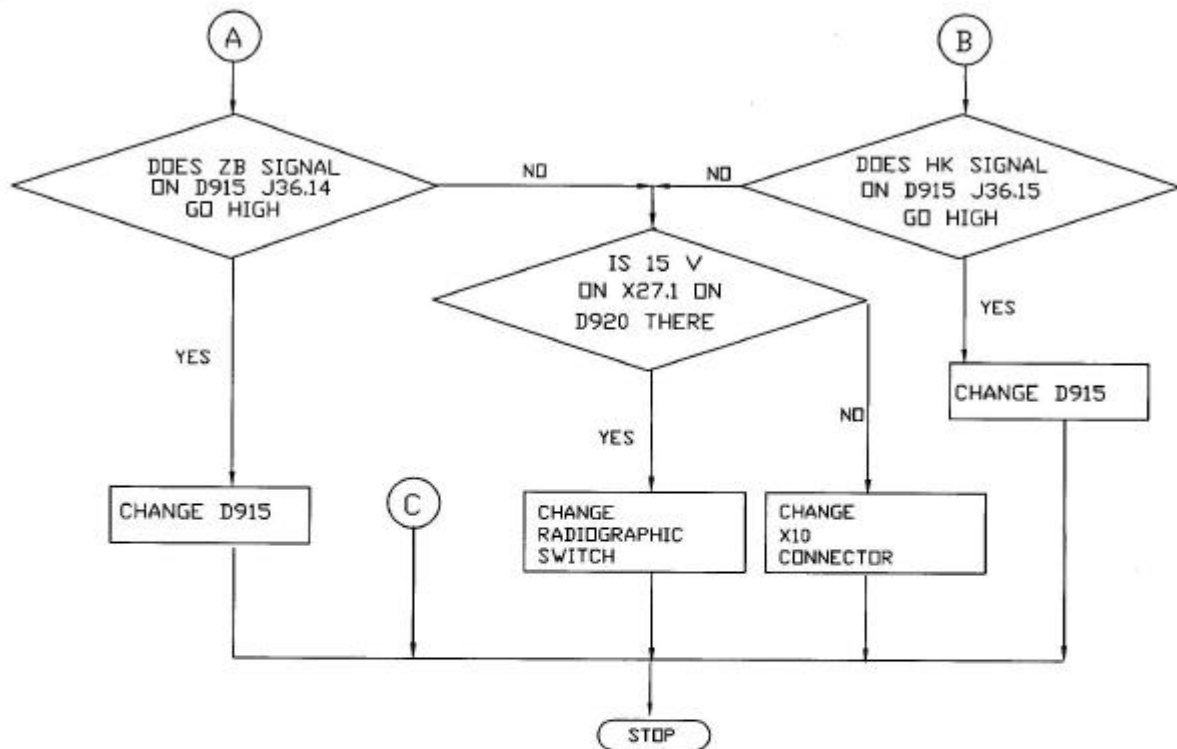 A
B
DOES ZB SIGNAL
ON D915 J36.14
GO HIGH
NO
NO
DOES HK SIGNAL
ON D915 J36.15
GO HIGH
IS 15 V
ON X27.1 ON
D920 THERE
YES
YES
CHANGE D915
YES
NO
CHANGE D915
C
CHANGE
RADIOGRAPHIC
SWITCH
CHANGE
X10
CONNECTOR
STOP